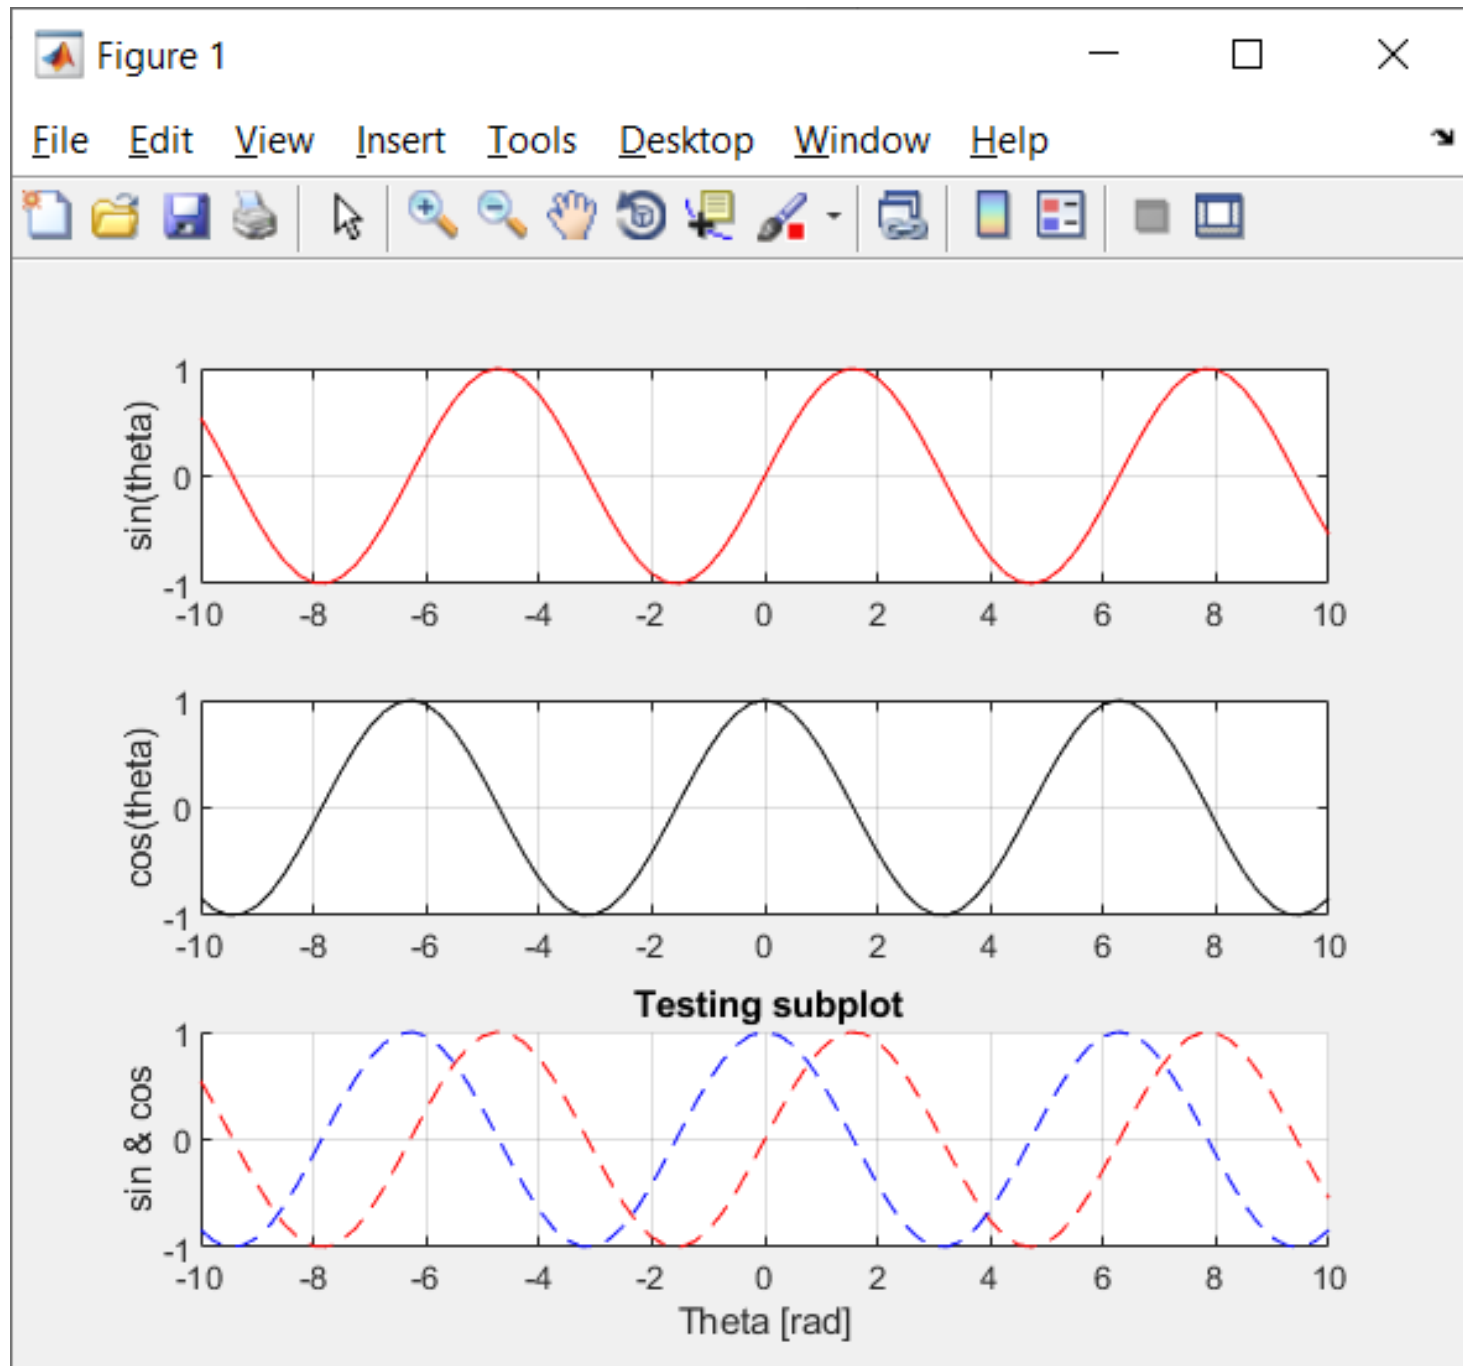 Figure 1
File Edit View Insert Tools Desktop Window Help
1
0
-1
sin(theta)
-10 -8 -6 -4 -2 0 2 4 6 8 10
1
0
-1
cos(theta)
-10 -8 -6 -4 -2 0 2 4 6 8 10
Testing subplot
1
0
-1
sin & cos
-10 -8 -6 -4 -2 0 2 4 6 8 10
Theta [rad]